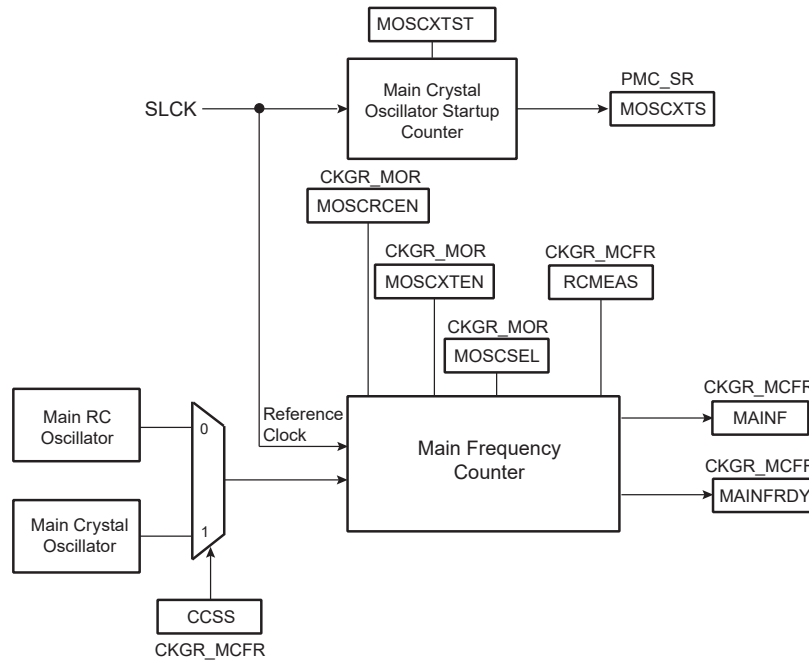 MOSCXTST
Main Crystal
Oscillator Startup
Counter
SLCK
PMC_SR
MOSCXTS
CKGR_MOR
MOSCRCEN
CKGR_MOR
MOSCXTEN
CKGR_MCFR
RCMEAS
CKGR_MOR
MOSCSEL
Main RC
Oscillator
0
Reference
Clock
Main Frequency
Counter
CKGR_MCFR
MAINF
CKGR_MCFR
MAINFRDY
Main Crystal
Oscillator
1
CCSS
CKGR_MCFR